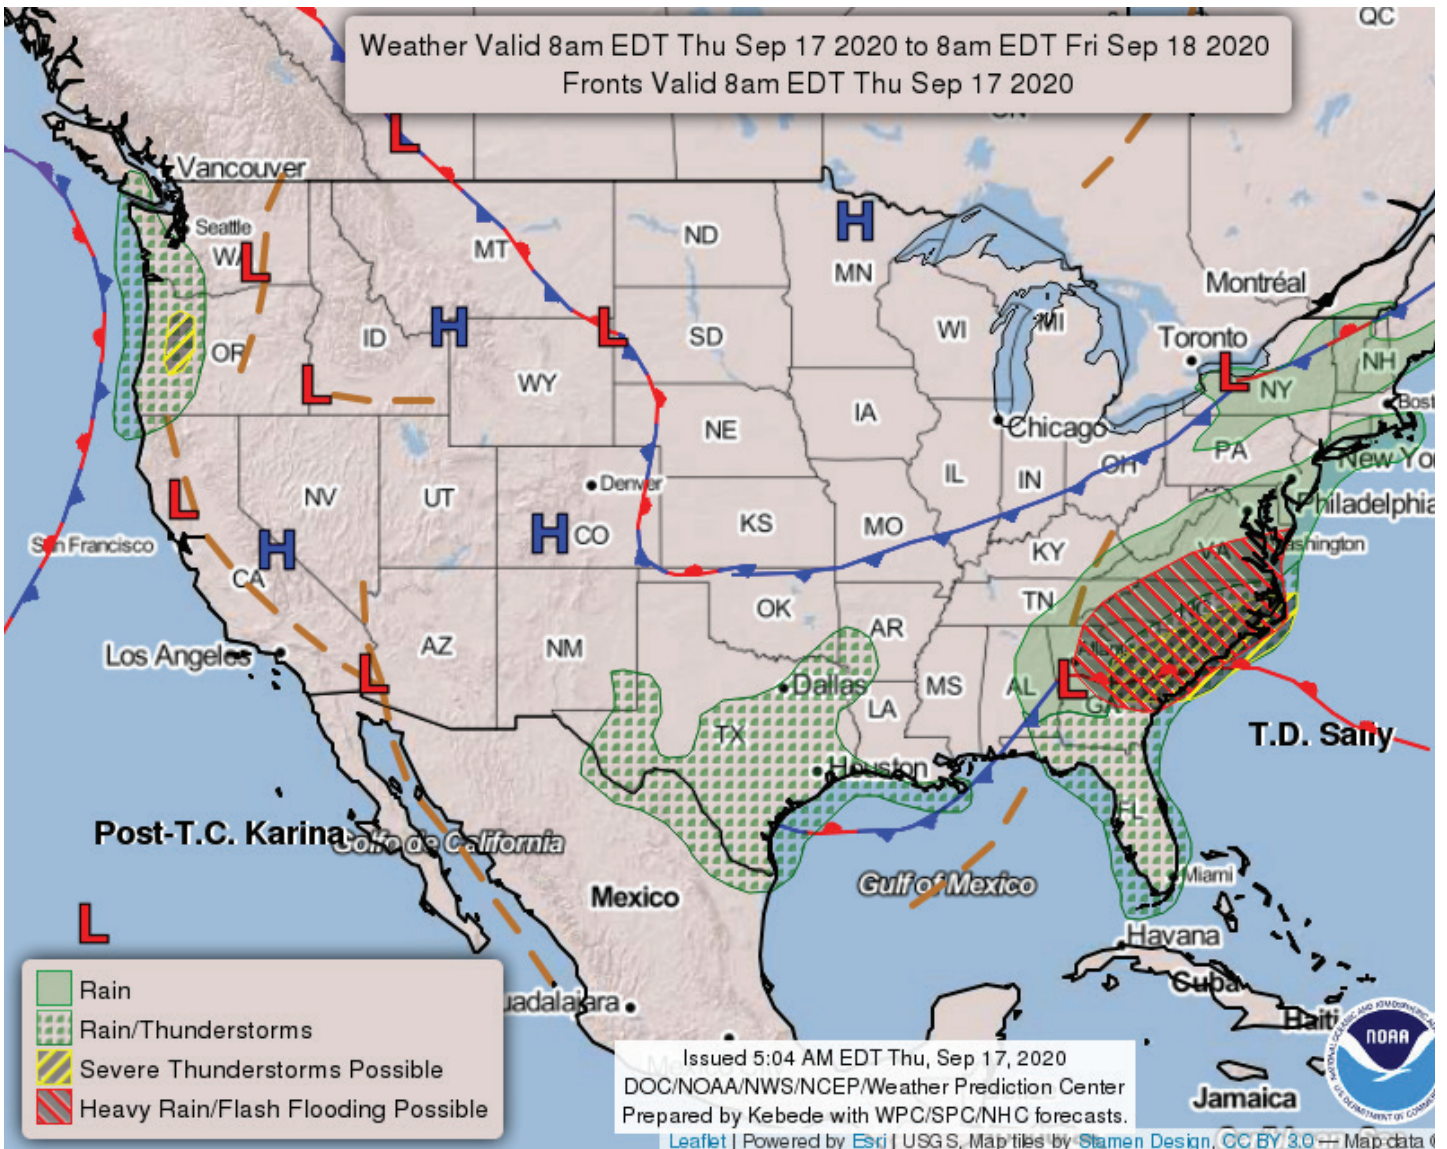 Weather Valid 8am EDT Thu Sep 17 2020 to 8am EDT Fri Sep 18 2020
Fronts Valid 8am EDT Thu Sep 17 2020
QC
L
Vancouver
Seattle
WA
L
MT
ND
H
MN
Montréal
H
ID
OR
L
SD
WI
MI
Toronto
L
NH
NY
WY
L
IA
NE
Chicago
PA
OH
IL
IN
Denver
NV
UT
L
KS
MO
H
CO
KY
VA
Philadelphia
San Francisco
H
CA
OK
TN
NC
AR
Los Angeles
AZ
NM
L
Dallas
MS
AL
L
GA
LA
TX
T.D. Sally
Houston
FL
Post-T.C. Karina
Golfo de California
Gulf of Mexico
Miami
Mexico
L
Havana
Cuba
Rain
Rain/Thunderstorms
Severe Thunderstorms Possible
Heavy Rain/Flash Flooding Possible
NOAA
Issued 5:04 AM EDT Thu, Sep 17, 2020
DOC/NOAA/NWS/NCEP/Weather Prediction Center
Prepared by Kebede with WPC/SPC/NHC forecasts.
Jamaica
Leaflet | Powered by Esri | USGS, Map tiles by Stamen Design, CC BY 3.0 — Map data ©